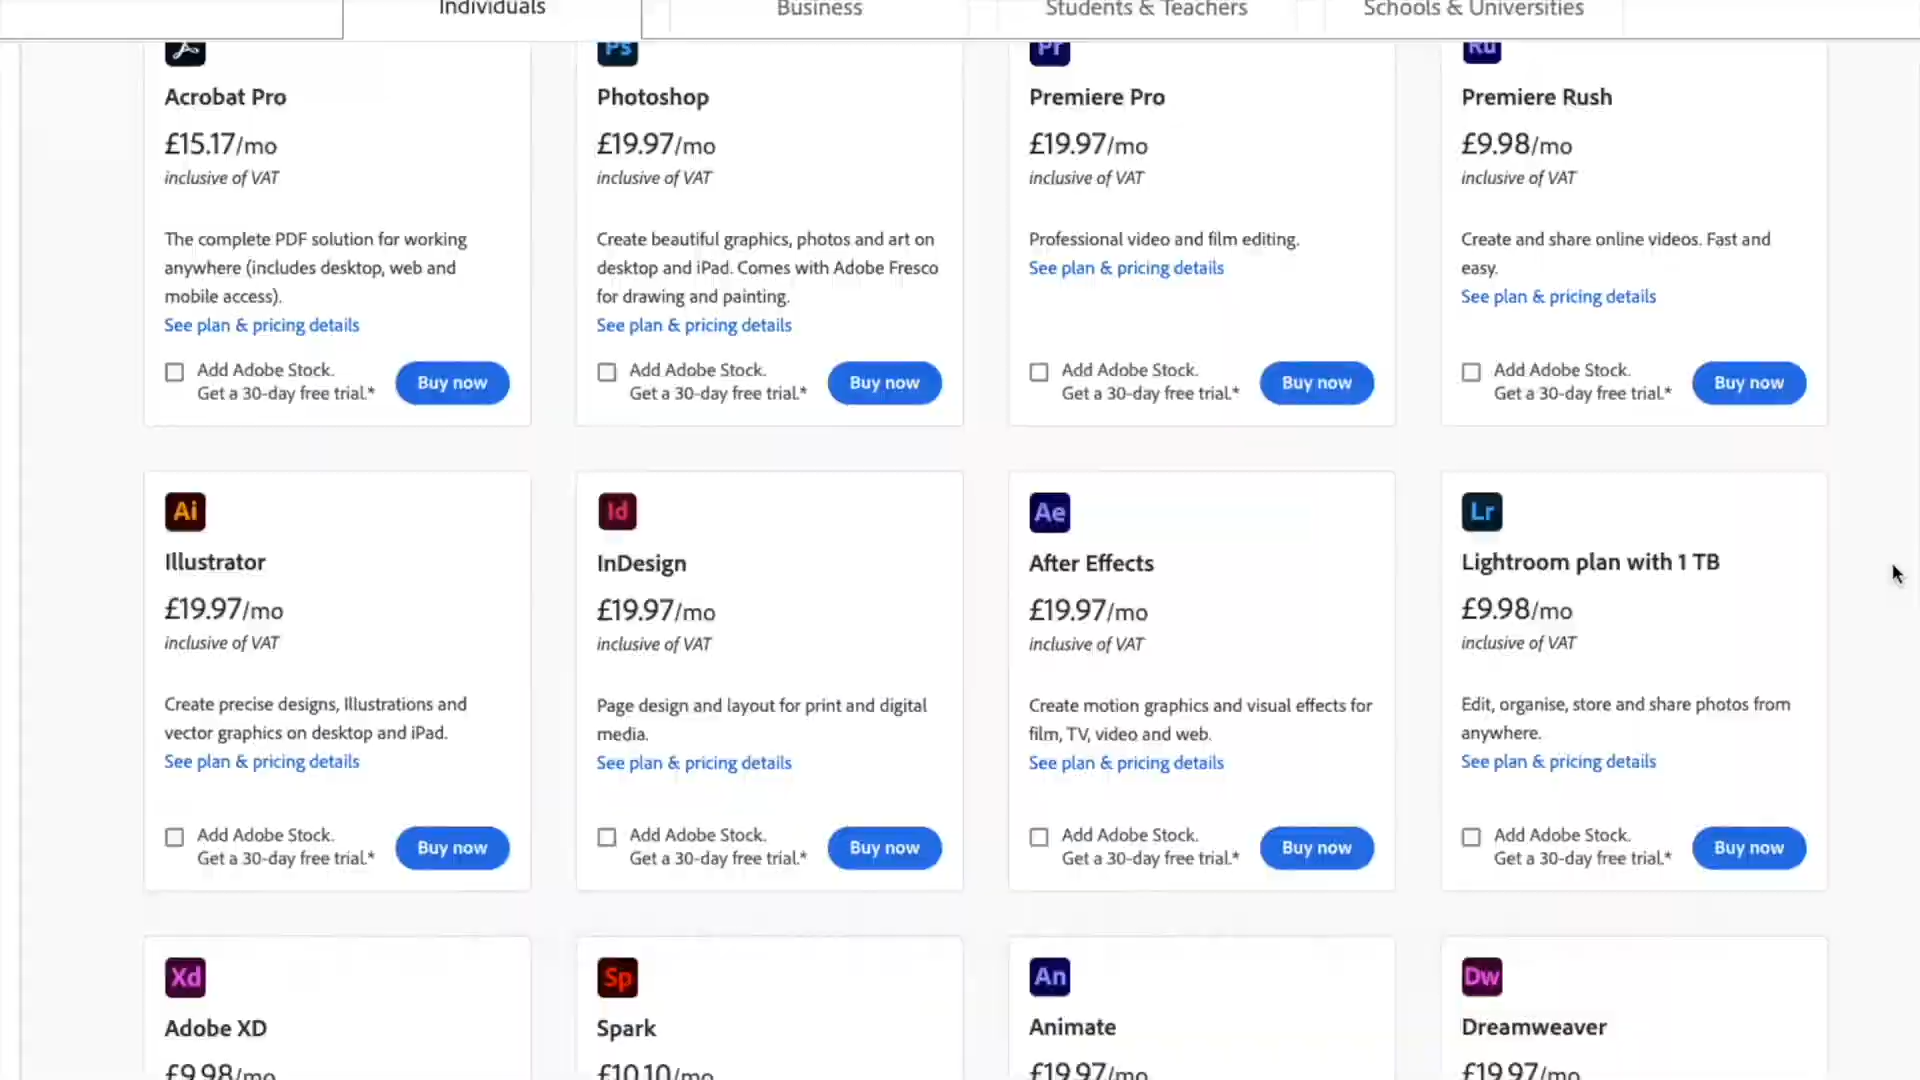 Individuals
Business
Students & Teachers
Schools & Universities
Ps
Pr
Ru
Acrobat Pro
£15.17/mo
inclusive of VAT
The complete PDF solution for working
anywhere (includes desktop, web and
mobile access).
See plan & pricing details
Add Adobe Stock.
Get a 30-day free trial.*
Buy now
Photoshop
£19.97/mo
inclusive of VAT
Create beautiful graphics, photos and art on
desktop and iPad. Comes with Adobe Fresco
for drawing and painting.
See plan & pricing details
Add Adobe Stock.
Get a 30-day free trial.*
Buy now
Premiere Pro
£19.97/mo
inclusive of VAT
Professional video and film editing.
See plan & pricing details
Add Adobe Stock.
Get a 30-day free trial.*
Buy now
Premiere Rush
£9.98/mo
inclusive of VAT
Create and share online videos. Fast and
easy.
See plan & pricing details
Add Adobe Stock.
Get a 30-day free trial.*
Buy now
Ai
Illustrator
£19.97/mo
inclusive of VAT
Create precise designs, Illustrations and
vector graphics on desktop and iPad.
See plan & pricing details
Add Adobe Stock.
Get a 30-day free trial.*
Buy now
Id
InDesign
£19.97/mo
inclusive of VAT
Page design and layout for print and digital
media.
See plan & pricing details
Add Adobe Stock.
Get a 30-day free trial.*
Buy now
Ae
After Effects
£19.97/mo
inclusive of VAT
Create motion graphics and visual effects for
film, TV, video and web.
See plan & pricing details
Add Adobe Stock.
Get a 30-day free trial.*
Buy now
Lr
Lightroom plan with 1 TB
£9.98/mo
inclusive of VAT
Edit, organise, store and share photos from
anywhere.
See plan & pricing details
Add Adobe Stock.
Get a 30-day free trial.*
Buy now
Xd
Adobe XD
£9.98/mo
Sp
Spark
£10.10/mo
An
Animate
£19.97/mo
Dw
Dreamweaver
£19.97/mo